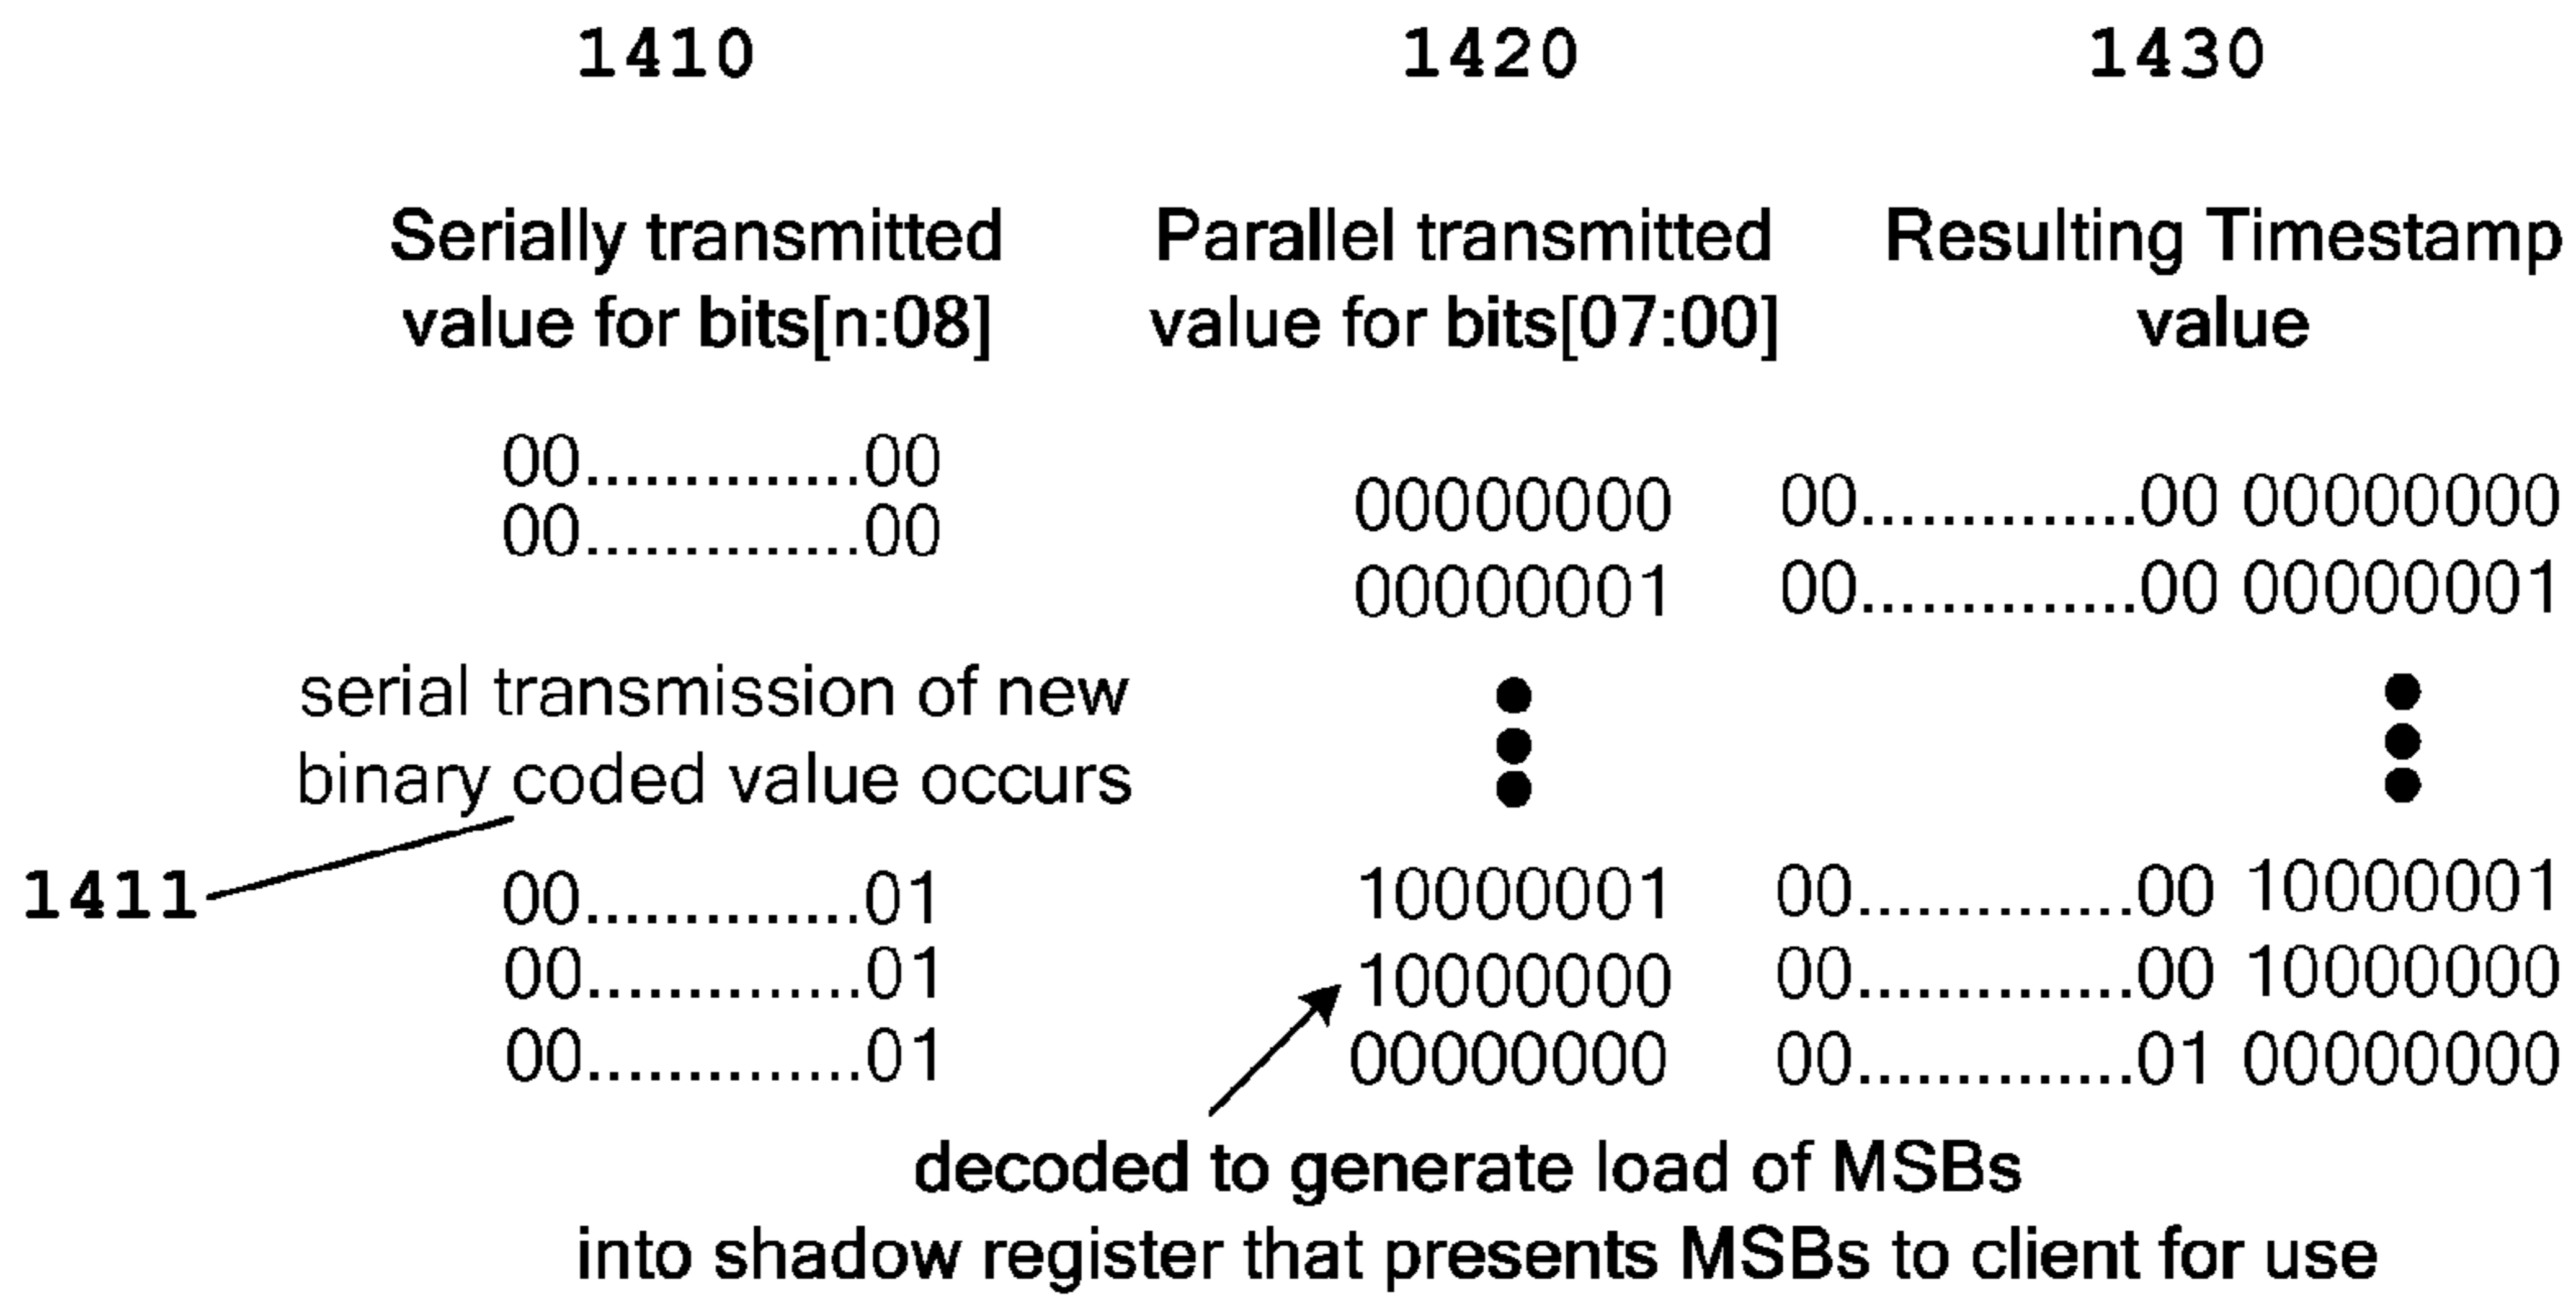 1410 1420 1430
Serially transmitted Parallel transmitted Resulting Timestamp
value for bits[n:08] value for bits[07:00] value
00..............00 00000000 00..............00 00000000
00..............00 00000001 00..............00 00000001
serial transmission of new
binary coded value occurs
1411 00..............01 10000001 00..............00 10000001
00..............01 10000000 00..............00 10000000
00..............01 00000000 00..............01 00000000
decoded to generate load of MSBs
into shadow register that presents MSBs to client for use